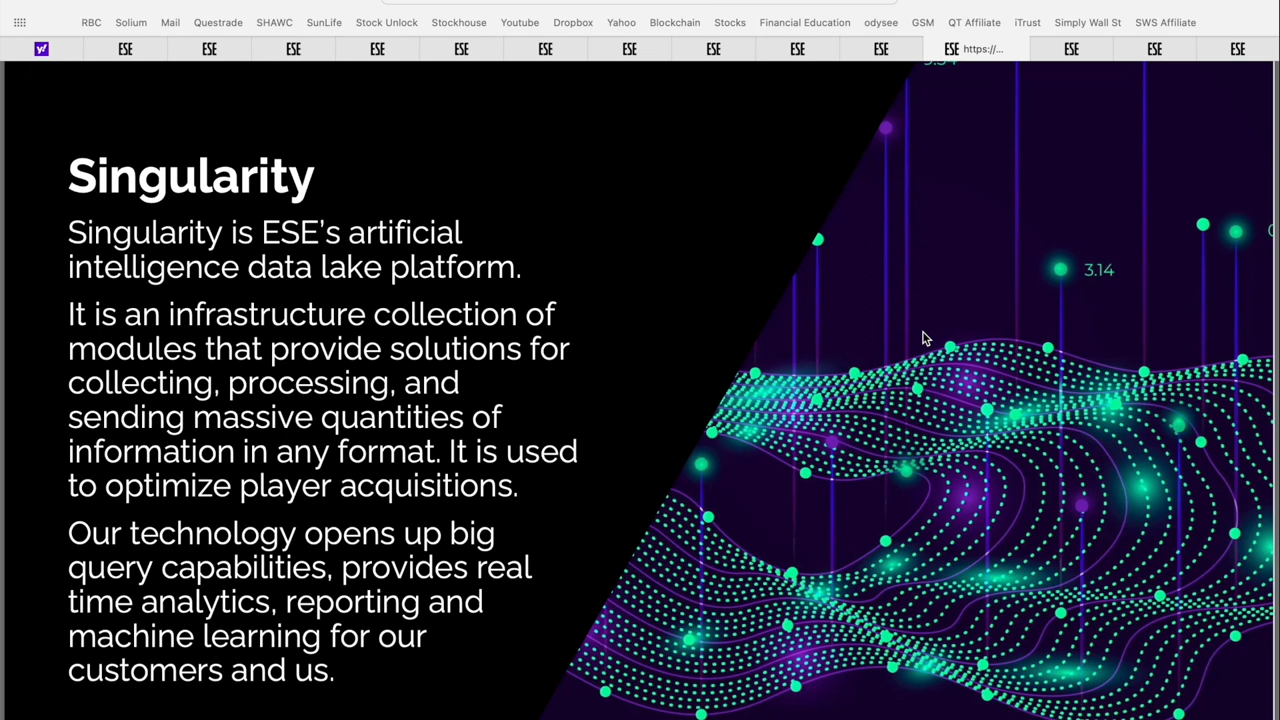 RBC Solium Mail Questrade SHAWC SunLife Stock Unlock Stockhouse Youtube Dropbox Yahoo Blockchain Stocks Financial Education odysee GSM QT Affiliate iTrust Simply Wall St SWS Affiliate
y! ESE ESE ESE ESE ESE ESE ESE ESE ESE ESE ESE https://... ESE ESE ESE
Singularity
Singularity is ESE's artificial
intelligence data lake platform.
It is an infrastructure collection of
modules that provide solutions for
collecting, processing, and
sending massive quantities of
information in any format. It is used
to optimize player acquisitions.
Our technology opens up big
query capabilities, provides real
time analytics, reporting and
machine learning for our
customers and us.
3.14